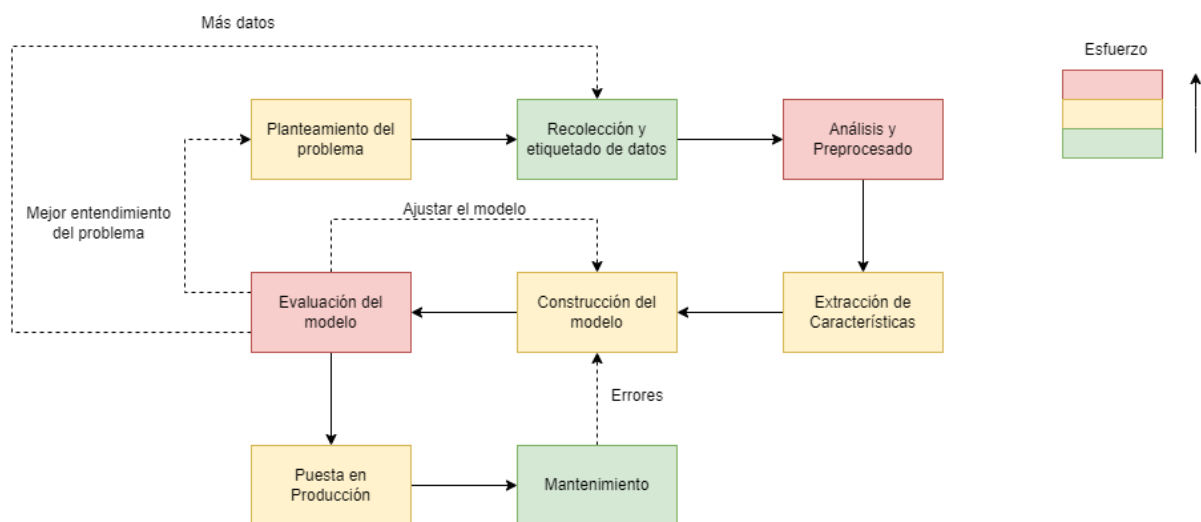 Más datos
Esfuerzo
Planteamiento del
problema
Recolección y
etiquetado de datos
Análisis y
Preprocesado
Mejor entendimiento
del problema
Ajustar el modelo
Evaluación del
modelo
Construcción del
modelo
Extracción de
Características
Errores
Puesta en
Producción
Mantenimiento